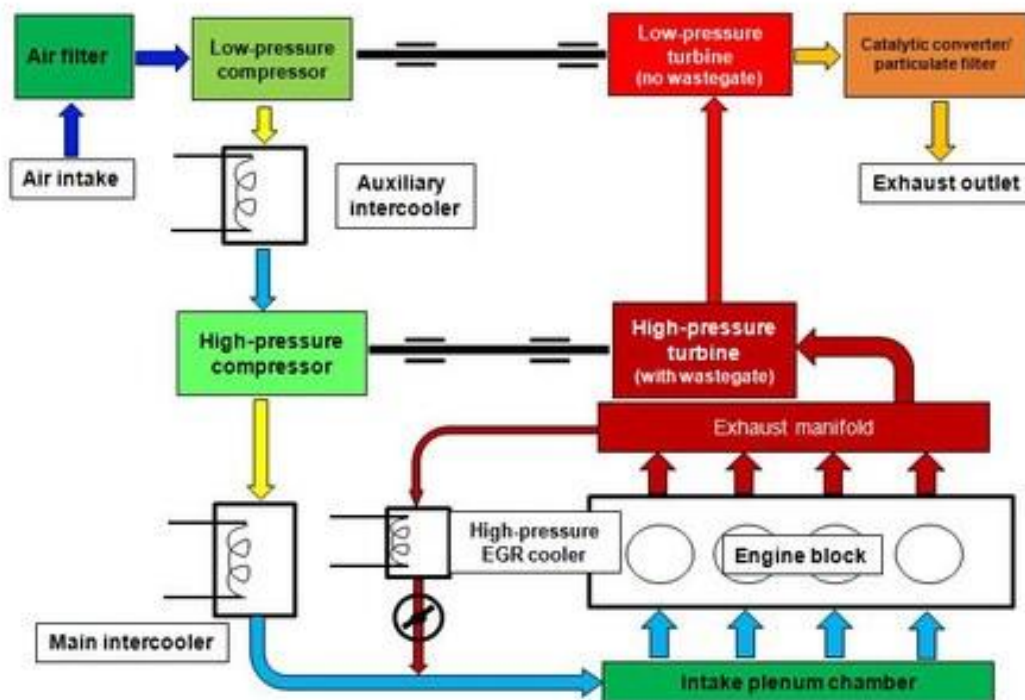 Air filter
Low-pressure
compressor
Low-pressure
turbine
(no wastegate)
Catalytic converter/
particulate filter
Air intake
Auxiliary
intercooler
Exhaust outlet
High-pressure
compressor
High-pressure
turbine
(with wastegate)
Exhaust manifold
High-pressure
EGR cooler
Engine block
Main intercooler
Intake plenum chamber